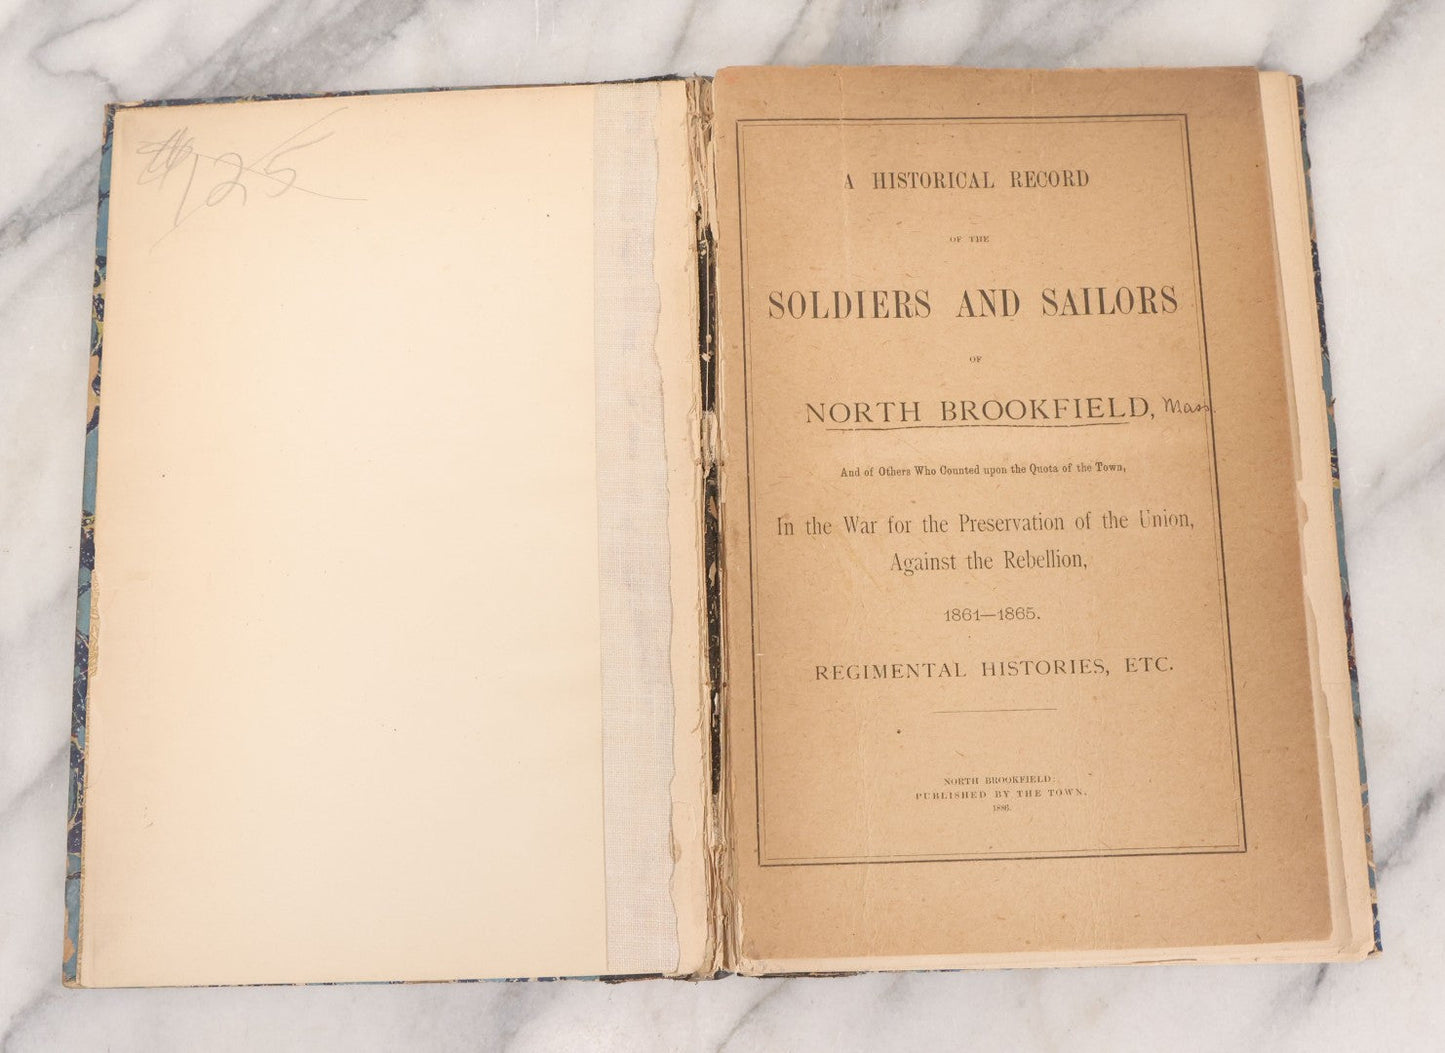 #125
A HISTORICAL RECORD
OF THE
SOLDIERS AND SAILORS
OF
NORTH BROOKFIELD, Mass.
And of Others Who Counted upon the Quota of the Town,
In the War for the Preservation of the Union,
Against the Rebellion,
1861—1865.
REGIMENTAL HISTORIES, ETC.
NORTH BROOKFIELD:
PUBLISHED BY THE TOWN.
1886.